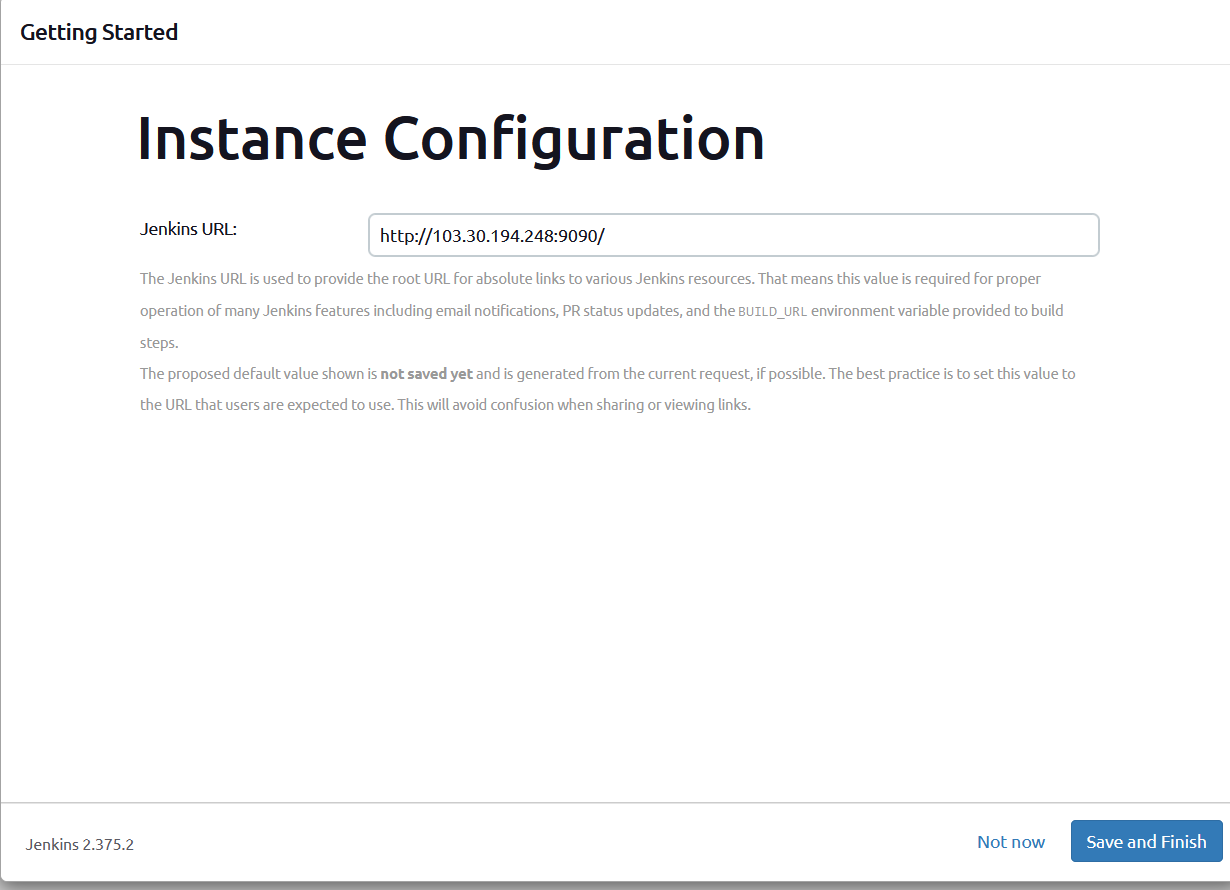 Getting Started
Instance Configuration
Jenkins URL:
http://103.30.194.248:9090/
The Jenkins URL is used to provide the root URL for absolute links to various Jenkins resources. That means this value is required for proper
operation of many Jenkins features including email notifications, PR status updates, and the BUILD_URL environment variable provided to build
steps.
The proposed default value shown is not saved yet and is generated from the current request, if possible. The best practice is to set this value to
the URL that users are expected to use. This will avoid confusion when sharing or viewing links.
Jenkins 2.375.2
Not now
Save and Finish